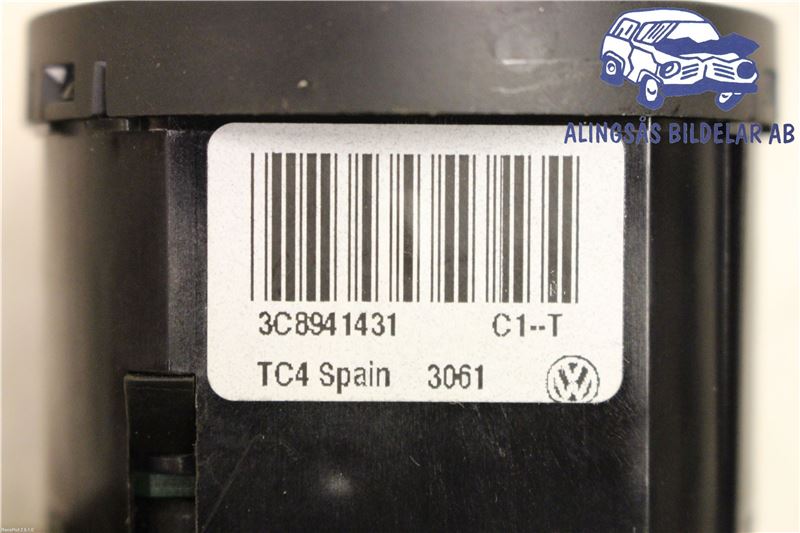 ALINGSÅS BILDELAR AB
3C8941431 C1--T
TC4 Spain 3061